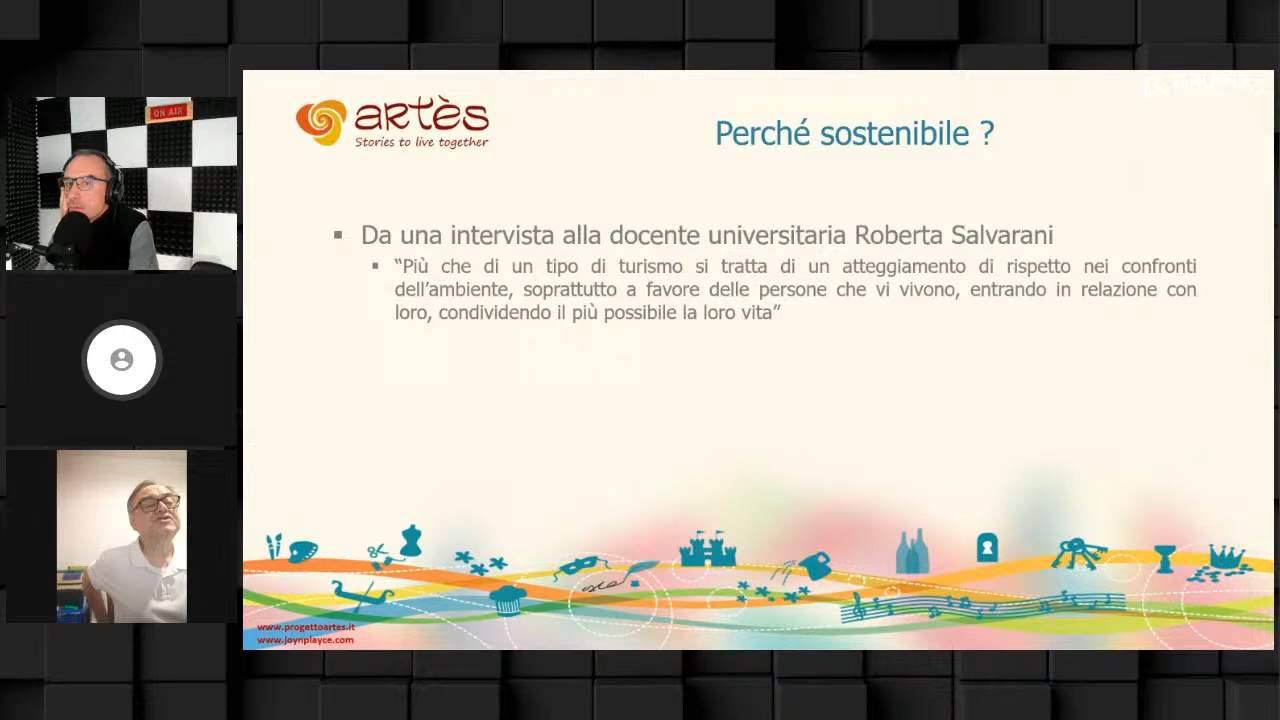 ON AIR
artès
Stories to live together
Perché sostenibile ?
Da una intervista alla docente universitaria Roberta Salvarani
“Più che di un tipo di turismo si tratta di un atteggiamento di rispetto nei confronti
dell’ambiente, soprattutto a favore delle persone che vi vivono, entrando in relazione con
loro, condividendo il più possibile la loro vita”
www.progettoartes.it
www.joynplayce.com